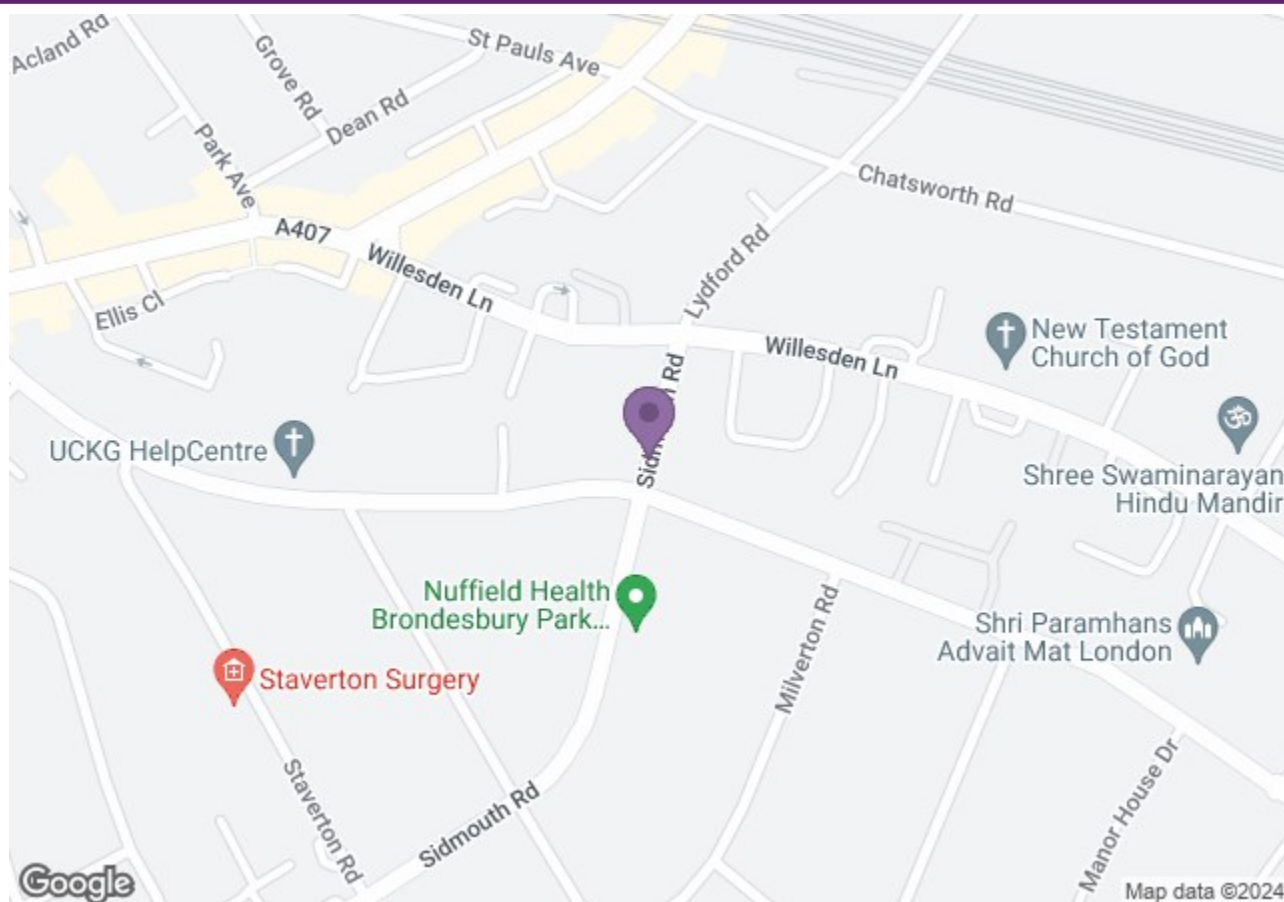 Acland Rd
Grove Rd
St Pauls Ave
Dean Rd
Park Ave
Chatsworth Rd
A407
Willesden Ln
Lydford Rd
Ellis Cl
Willesden Ln
New Testament
Church of God
Rd
UCKG HelpCentre
Shree Swaminarayan
Hindu Mandir
Nuffield Health
Brondesbury Park...
Milverton Rd
Shri Paramhans
Advait Mat London
Staverton Surgery
Staverton Rd
Sidmouth Rd
Manor House Dr
Google
Map data ©2024